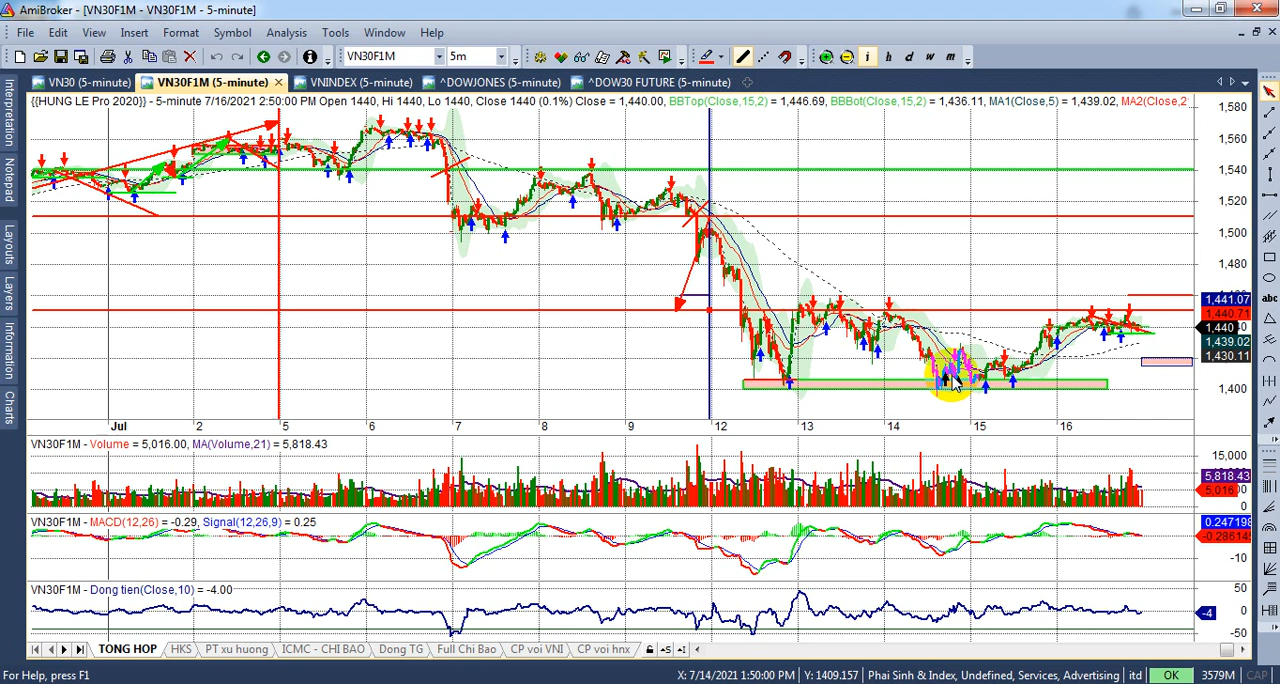 AmiBroker - [VN30F1M - VN30F1M - 5-minute]
File Edit View Insert Format Symbol Analysis Tools Window Help
VN30F1M 5m i h d w m
VN30 (5-minute) VN30F1M (5-minute) VNINDEX (5-minute) ^DOWJONES (5-minute) ^DOW30 FUTURE (5-minute)
{{HUNG LE Pro 2020}} - 5-minute 7/16/2021 2:50:00 PM Open 1440, Hi 1440, Lo 1440, Close 1440 (0.1%) Close = 1,440.00, BBTop(Close,15,2) = 1,446.69, BBBot(Close,15,2) = 1,436.11, MA1(Close,5) = 1,439.02, MA2(Close,2
Interpretation
Notepad
Layouts
Layers
Information
Charts
abc
1,580
1,560
1,540
1,520
1,500
1,480
1,441.07
1,440.71
1,440
1,439.02
1,430.11
1,400
Jul 2 5 6 7 8 9 12 13 14 15 16
VN30F1M - Volume = 5,016.00, MA(Volume,21) = 5,818.43
15,000
5,818.43
5,016
0
VN30F1M - MACD(12,26) = -0.29, Signal(12,26,9) = 0.25
0.247198
-0.286145
-10
VN30F1M - Dong tien(Close,10) = -4.00
50
0
-4
-50
TONG HOP HKS PT xu huong ICMC - CHI BAO Dong TG Full Chi Bao CP voi VNI CP voi hnx
For Help, press F1 X: 7/14/2021 1:50:00 PM Y: 1409.157 Phai Sinh & Index, Undefined, Services, Advertising itd OK 3579M CAP